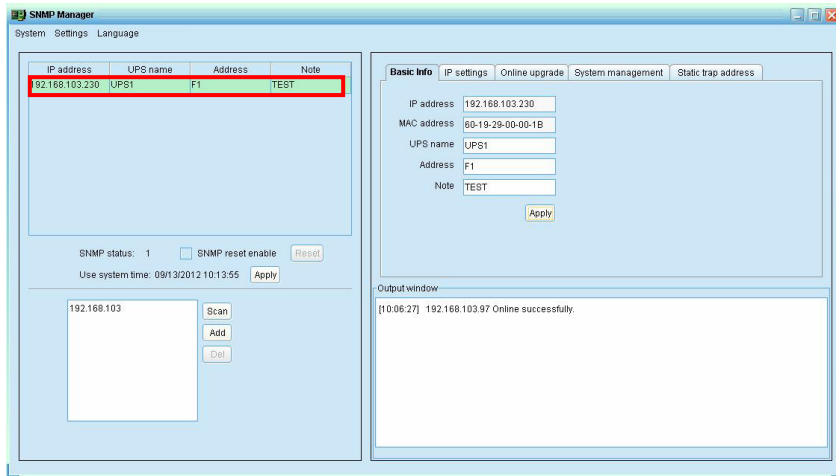 SNMP Manager
System Settings Language
IP address UPS name Address Note
192.168.103.230 UPS1 F1 TEST
SNMP status: 1 SNMP reset enable Reset
Use system time: 09/13/2012 10:13:55 Apply
192.168.103
Scan
Add
Del
Basic Info IP settings Online upgrade System management Static trap address
IP address 192.168.103.230
MAC address 60-19-29-00-00-1B
UPS name UPS1
Address F1
Note TEST
Apply
Output window
[10:06:27] 192.168.103.97 Online successfully.